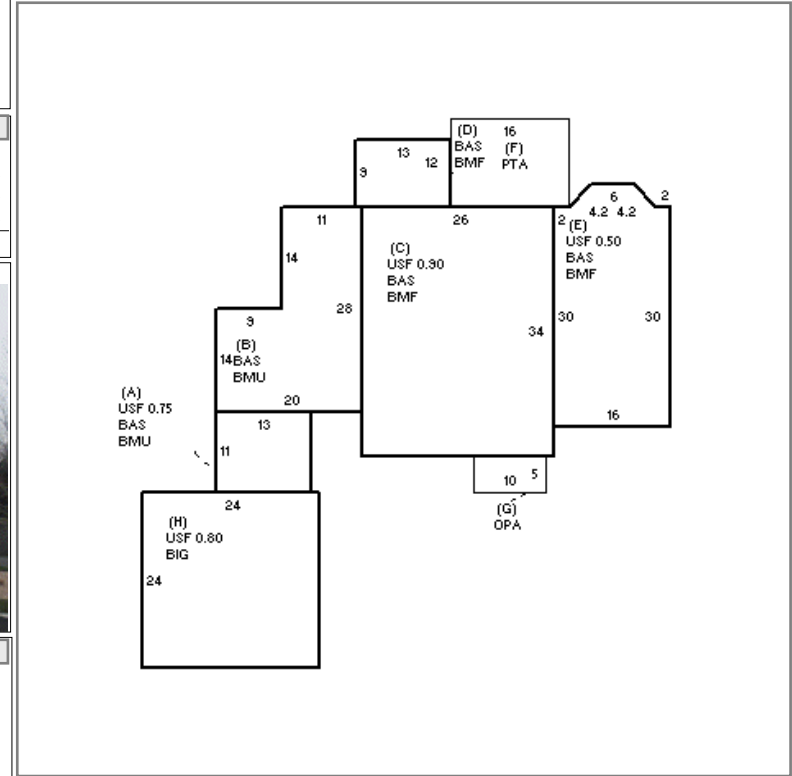 (D) 16
BAS (F)
BMF PTA
13
12
9
6
2
4.2 4.2
11
26
2
(E)
USF 0.50
BAS
BMF
(C)
USF 0.90
BAS
BMF
14
28
34
30
30
9
(B)
14 BAS
BMU
(A)
USF 0.75
BAS
BMU
20
13
16
11
10
5
24
(G)
OPA
(H)
USF 0.80
BIG
24